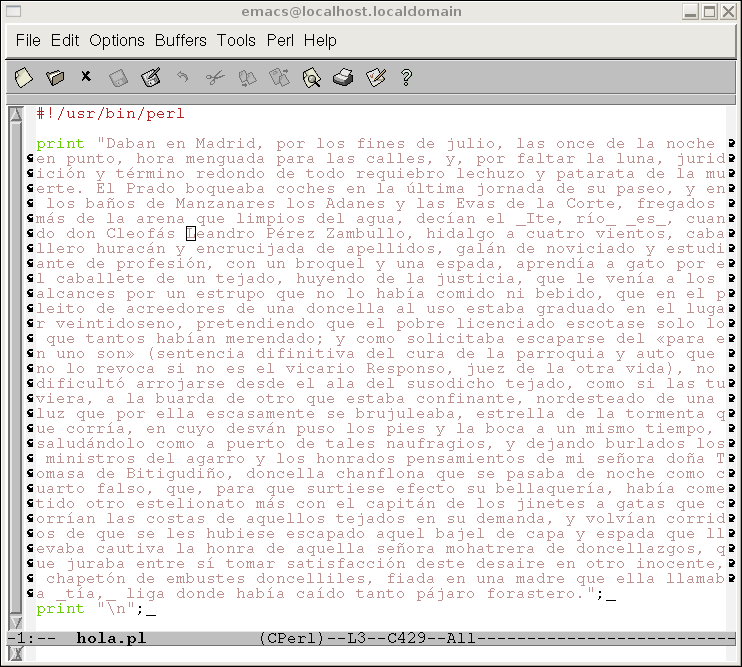 emacs@localhost.localdomain
File Edit Options Buffers Tools Perl Help
#!/usr/bin/perl
print "Daban en Madrid, por los fines de julio, las once de la noche
en punto, hora menguada para las calles, y, por faltar la luna, jurid
ición y término redondo de todo requiebro lechuzo y patarata de la mu
erte. El Prado boqueaba coches en la última jornada de su paseo, y en
los baños de Manzanares los Adanes y las Evas de la Corte, fregados
más de la arena que limpios del agua, decían el _Ite, río_ _es_, cuan
do don Cleofás Leandro Pérez Zambullo, hidalgo a cuatro vientos, caba
llero huracán y encrucijada de apellidos, galán de noviciado y estudi
ante de profesión, con un broquel y una espada, aprendía a gato por e
l caballete de un tejado, huyendo de la justicia, que le venía a los
alcances por un estrupo que no lo había comido ni bebido, que en el p
leito de acreedores de una doncella al uso estaba graduado en el luga
r veintidoseno, pretendiendo que el pobre licenciado escotase solo lo
que tantos habían merendado; y como solicitaba escaparse del «para e
n uno son» (sentencia difinitiva del cura de la parroquia y auto que
no lo revoca si no es el vicario Responso, juez de la otra vida), no
dificultó arrojarse desde el ala del susodicho tejado, como si las tu
viera, a la buarda de otro que estaba confinante, nordesteado de una
luz que por ella escasamente se brujuleaba, estrella de la tormenta q
ue corría, en cuyo desván puso los pies y la boca a un mismo tiempo,
saludándolo como a puerto de tales naufragios, y dejando burlados los
ministros del agarro y los honrados pensamientos de mi señora doña T
omasa de Bitigudiño, doncella chanflona que se pasaba de noche como c
uarto falso, que, para que surtiese efecto su bellaquería, había come
tido otro estelionato más con el capitán de los jinetes a gatas que c
orrían las costas de aquellos tejados en su demanda, y volvían corrid
os de que se les hubiese escapado aquel bajel de capa y espada que ll
evaba cautiva la honra de aquella señora mohatrera de doncellazgos, q
ue juraba entre sí tomar satisfacción deste desaire en otro inocente,
chapetón de embustes doncelliles, fiada en una madre que ella llamab
a _tía,_ liga donde había caído tanto pájaro forastero.";_
print "\n";_
-1:-- hola.pl (CPerl)--L3--C429--All--------------------------